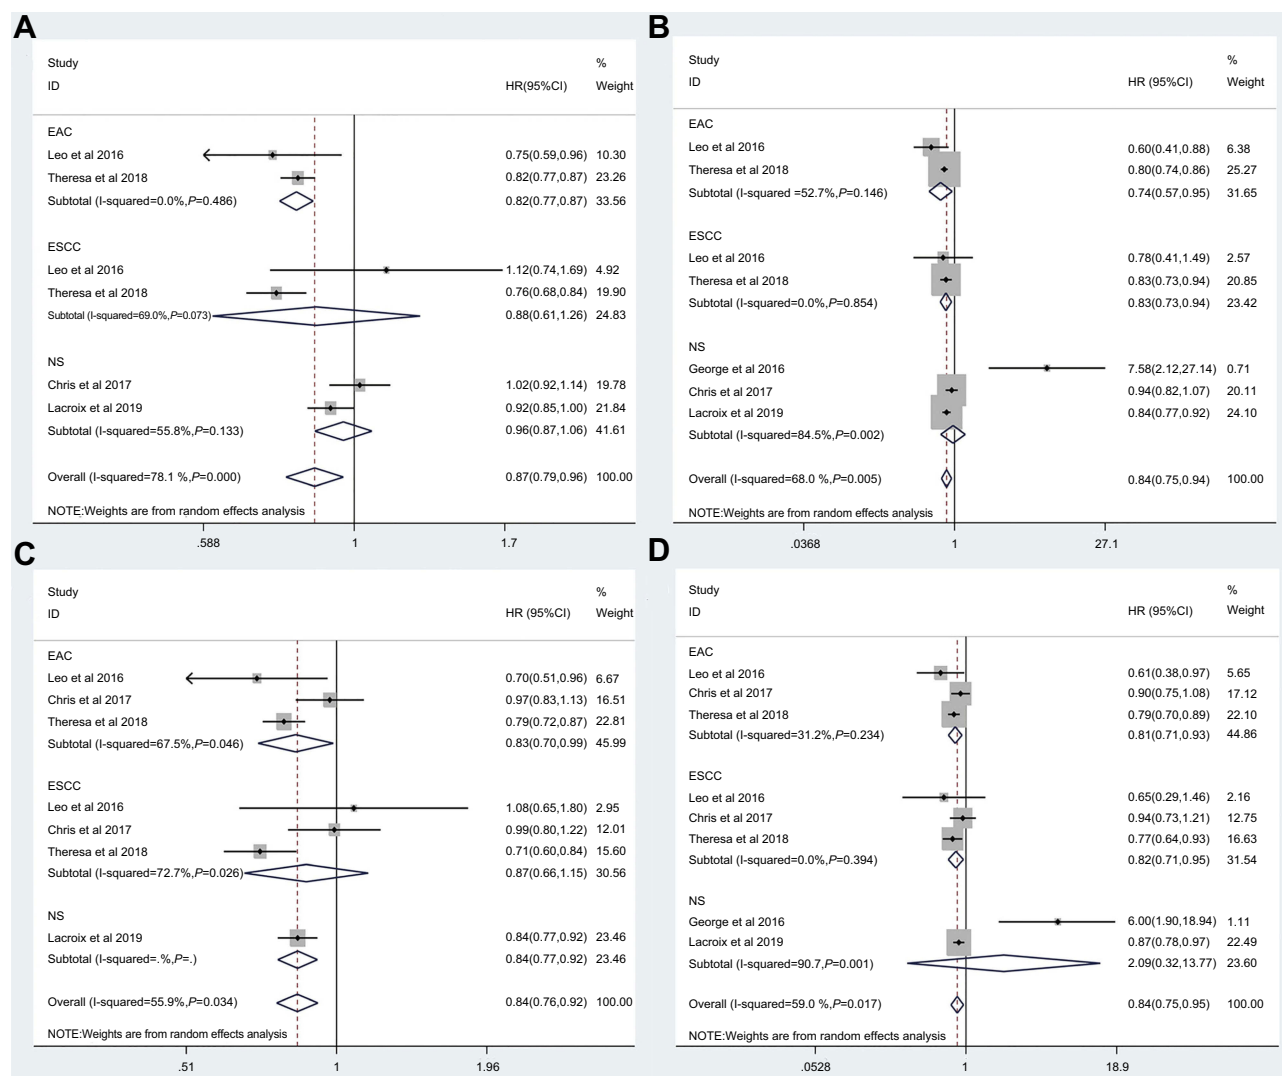 A
Study %
ID HR(95%CI) Weight
EAC
Leo et al 2016 0.75(0.59,0.96) 10.30
Theresa et al 2018 0.82(0.77,0.87) 23.26
Subtotal (I-squared=0.0%,P=0.486) 0.82(0.77,0.87) 33.56
ESCC
Leo et al 2016 1.12(0.74,1.69) 4.92
Theresa et al 2018 0.76(0.68,0.84) 19.90
Subtotal (I-squared=69.0%,P=0.073) 0.88(0.61,1.26) 24.83
NS
Chris et al 2017 1.02(0.92,1.14) 19.78
Lacroix et al 2019 0.92(0.85,1.00) 21.84
Subtotal (I-squared=55.8%,P=0.133) 0.96(0.87,1.06) 41.61
Overall (I-squared=78.1 %,P=0.000) 0.87(0.79,0.96) 100.00
NOTE:Weights are from random effects analysis
.588 1 1.7
B
Study %
ID HR (95%CI) Weight
EAC
Leo et al 2016 0.60(0.41,0.88) 6.38
Theresa et al 2018 0.80(0.74,0.86) 25.27
Subtotal (I-squared =52.7%,P=0.146) 0.74(0.57,0.95) 31.65
ESCC
Leo et al 2016 0.78(0.41,1.49) 2.57
Theresa et al 2018 0.83(0.73,0.94) 20.85
Subtotal (I-squared=0.0%,P=0.854) 0.83(0.73,0.94) 23.42
NS
George et al 2016 7.58(2.12,27.14) 0.71
Chris et al 2017 0.94(0.82,1.07) 20.11
Lacroix et al 2019 0.84(0.77,0.92) 24.10
Subtotal (I-squared=84.5%,P=0.002)
Overall (I-squared=68.0 %,P=0.005) 0.84(0.75,0.94) 100.00
NOTE:Weights are from random effects analysis
.0368 1 27.1
C
Study %
ID HR (95%CI) Weight
EAC
Leo et al 2016 0.70(0.51,0.96) 6.67
Chris et al 2017 0.97(0.83,1.13) 16.51
Theresa et al 2018 0.79(0.72,0.87) 22.81
Subtotal (I-squared=67.5%,P=0.046) 0.83(0.70,0.99) 45.99
ESCC
Leo et al 2016 1.08(0.65,1.80) 2.95
Chris et al 2017 0.99(0.80,1.22) 12.01
Theresa et al 2018 0.71(0.60,0.84) 15.60
Subtotal (I-squared=72.7%,P=0.026) 0.87(0.66,1.15) 30.56
NS
Lacroix et al 2019 0.84(0.77,0.92) 23.46
Subtotal (I-squared=.%,P=.) 0.84(0.77,0.92) 23.46
Overall (I-squared=55.9%,P=0.034) 0.84(0.76,0.92) 100.00
NOTE:Weights are from random effects analysis
.51 1 1.96
D
Study %
ID HR (95%CI) Weight
EAC
Leo et al 2016 0.61(0.38,0.97) 5.65
Chris et al 2017 0.90(0.75,1.08) 17.12
Theresa et al 2018 0.79(0.70,0.89) 22.10
Subtotal (I-squared=31.2%,P=0.234) 0.81(0.71,0.93) 44.86
ESCC
Leo et al 2016 0.65(0.29,1.46) 2.16
Chris et al 2017 0.94(0.73,1.21) 12.75
Theresa et al 2018 0.77(0.64,0.93) 16.63
Subtotal (I-squared=0.0%,P=0.394) 0.82(0.71,0.95) 31.54
NS
George et al 2016 6.00(1.90,18.94) 1.11
Lacroix et al 2019 0.87(0.78,0.97) 22.49
Subtotal (I-squared=90.7,P=0.001) 2.09(0.32,13.77) 23.60
Overall (I-squared=59.0 %,P=0.017) 0.84(0.75,0.95) 100.00
NOTE:Weights are from random effects analysis
.0528 1 18.9